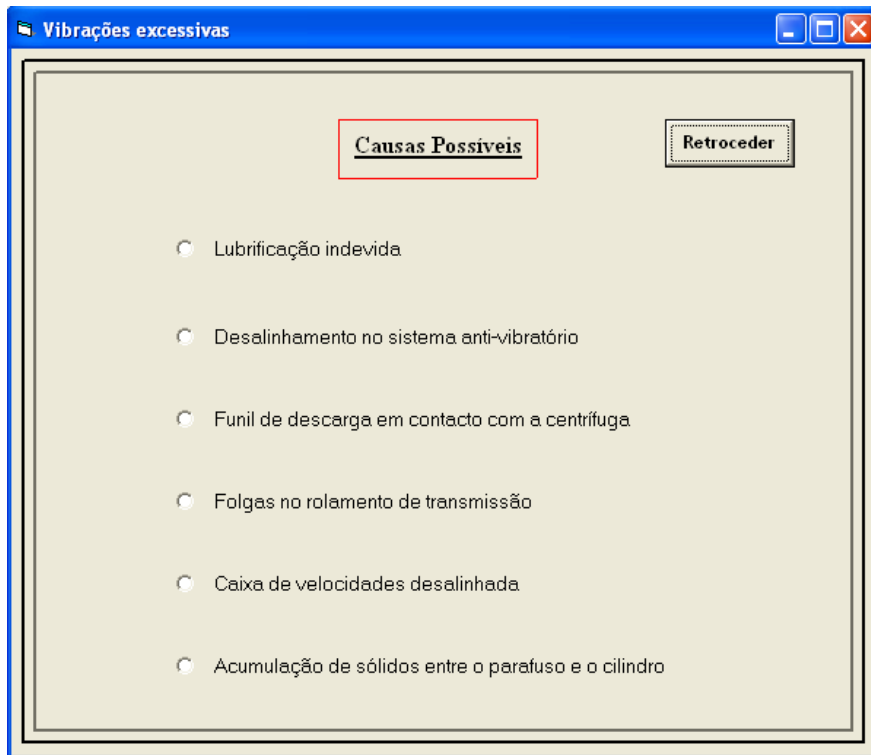 Vibrações excessivas
Causas Possíveis
Retroceder
Lubrificação indevida
Desalinhamento no sistema anti-vibratório
Funil de descarga em contacto com a centrífuga
Folgas no rolamento de transmissão
Caixa de velocidades desalinhada
Acumulação de sólidos entre o parafuso e o cilindro